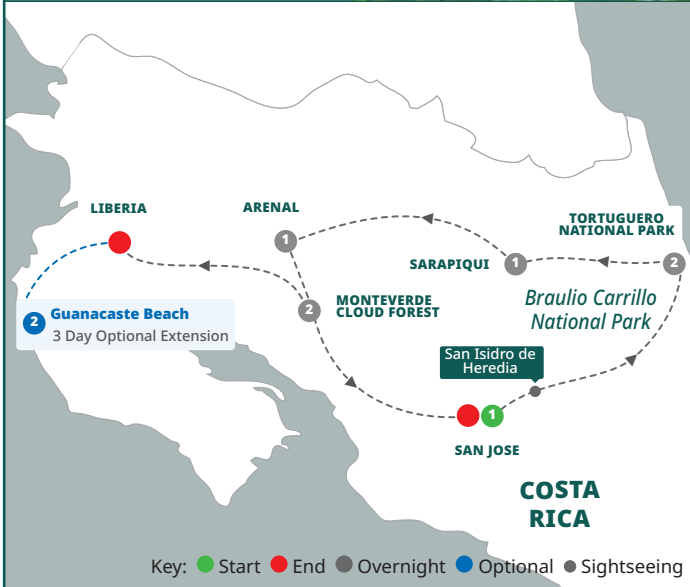 LIBERIA
ARENAL
TORTUGUERO
NATIONAL PARK
1
SARAPIQUI
1
2
MONTEVERDE
CLOUD FOREST
2
Braulio Carrillo
National Park
2
Guanacaste Beach
3 Day Optional Extension
San Isidro de
Heredia
1
SAN JOSE
COSTA
RICA
Key: Start End Overnight Optional Sightseeing